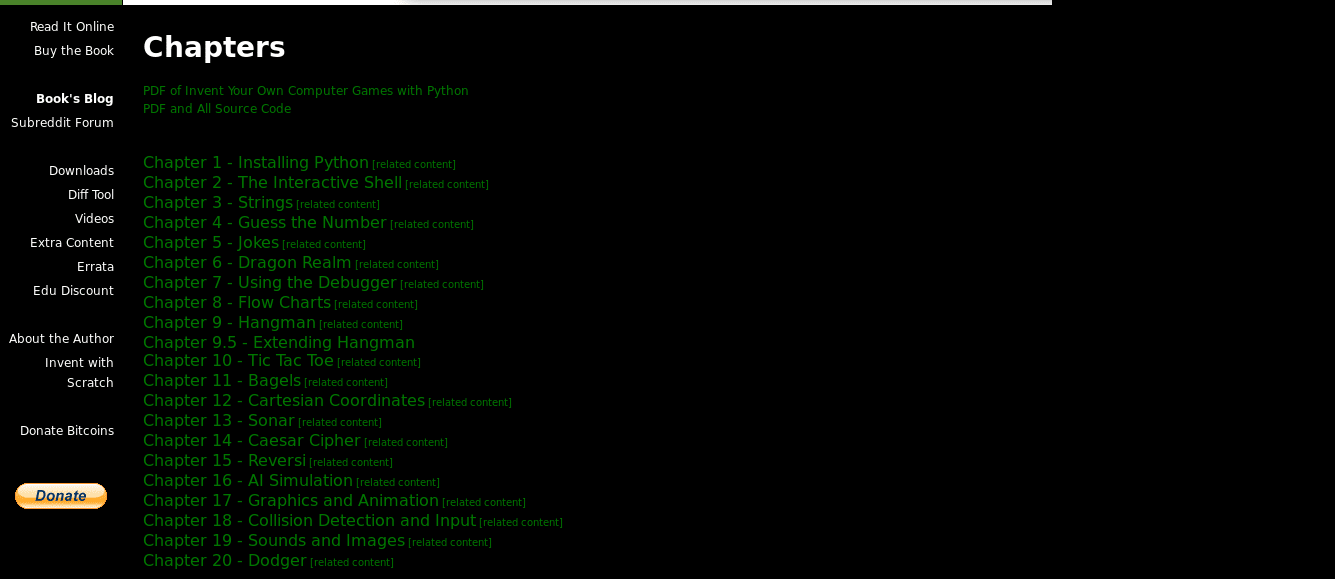 Read It Online
Buy the Book
Book's Blog
Subreddit Forum
Downloads
Diff Tool
Videos
Extra Content
Errata
Edu Discount
About the Author
Invent with
Scratch
Donate Bitcoins
Donate
Chapters
PDF of Invent Your Own Computer Games with Python
PDF and All Source Code
Chapter 1 - Installing Python [related content]
Chapter 2 - The Interactive Shell [related content]
Chapter 3 - Strings [related content]
Chapter 4 - Guess the Number [related content]
Chapter 5 - Jokes [related content]
Chapter 6 - Dragon Realm [related content]
Chapter 7 - Using the Debugger [related content]
Chapter 8 - Flow Charts [related content]
Chapter 9 - Hangman [related content]
Chapter 9.5 - Extending Hangman
Chapter 10 - Tic Tac Toe [related content]
Chapter 11 - Bagels [related content]
Chapter 12 - Cartesian Coordinates [related content]
Chapter 13 - Sonar [related content]
Chapter 14 - Caesar Cipher [related content]
Chapter 15 - Reversi [related content]
Chapter 16 - AI Simulation [related content]
Chapter 17 - Graphics and Animation [related content]
Chapter 18 - Collision Detection and Input [related content]
Chapter 19 - Sounds and Images [related content]
Chapter 20 - Dodger [related content]